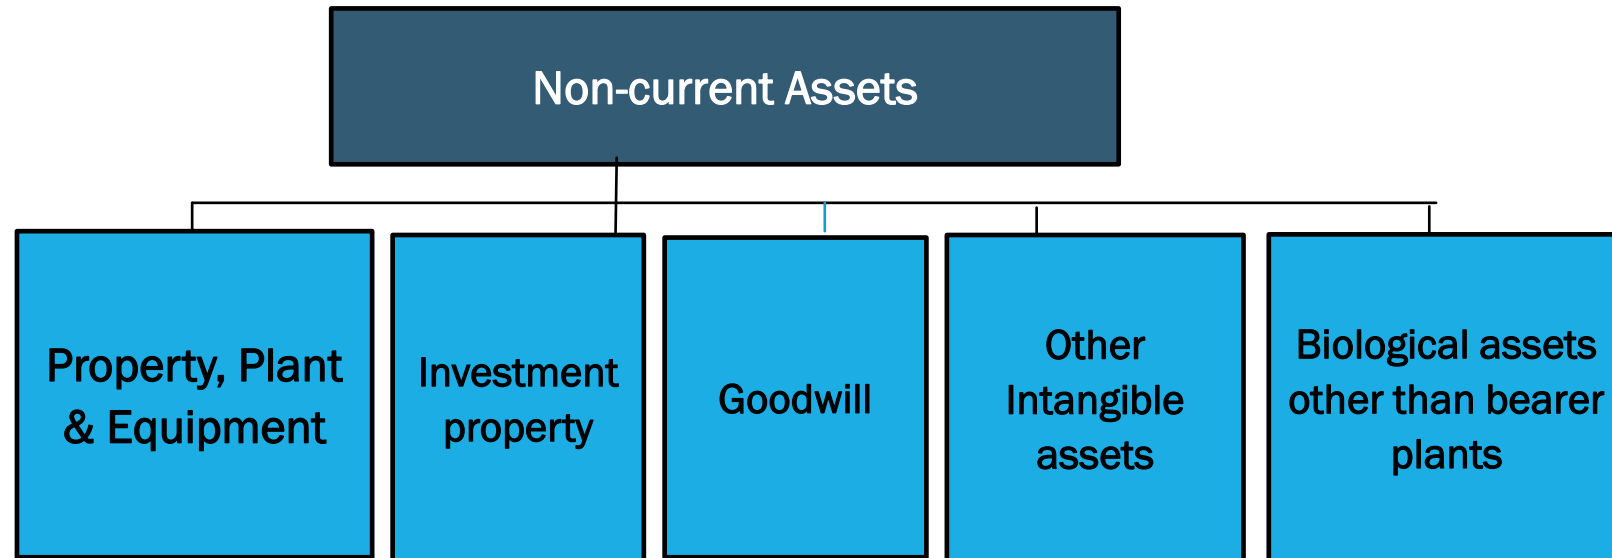 Non-current Assets
Property, Plant
& Equipment
Investment
property
Goodwill
Other
Intangible
assets
Biological assets
other than bearer
plants